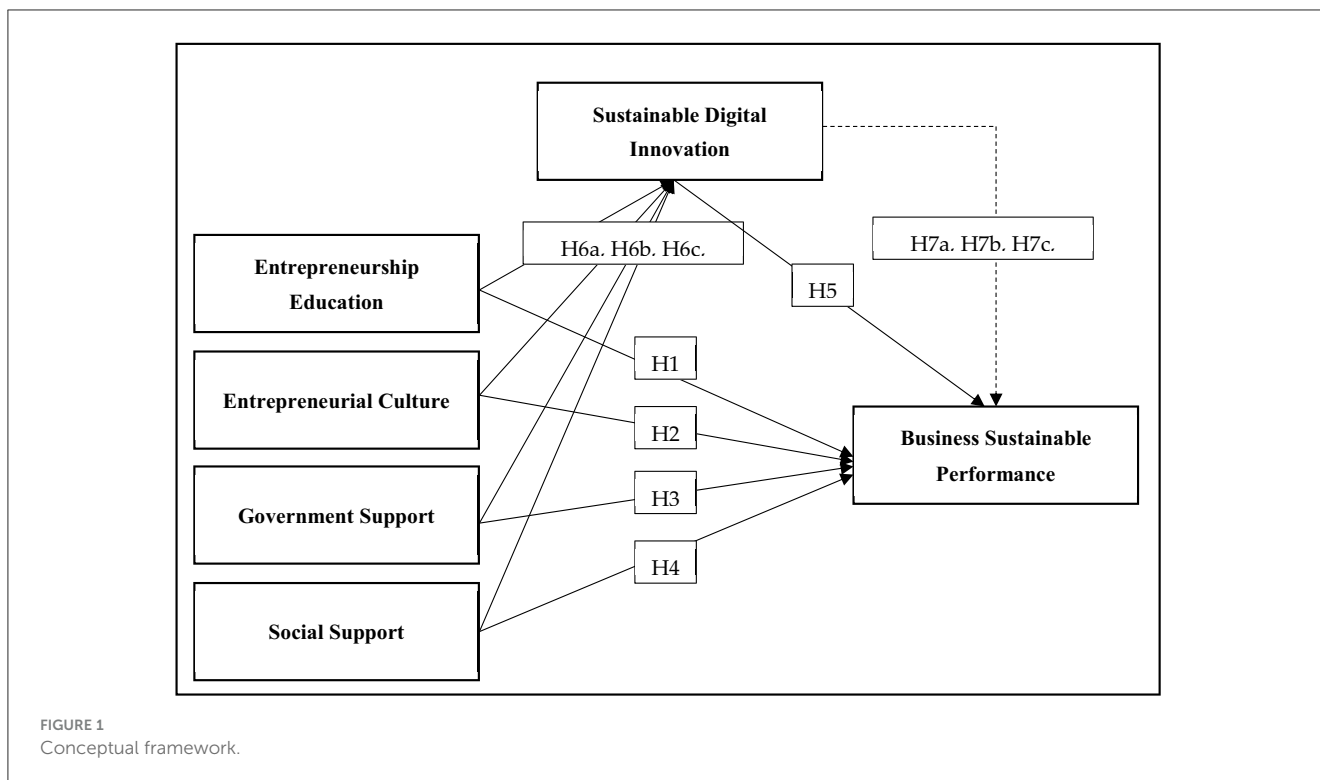 Sustainable Digital
Innovation
H6a. H6b. H6c.
H7a. H7b. H7c.
Entrepreneurship
Education
H5
H1
Entrepreneurial Culture
H2
Business Sustainable
Performance
H3
Government Support
H4
Social Support
FIGURE 1
Conceptual framework.